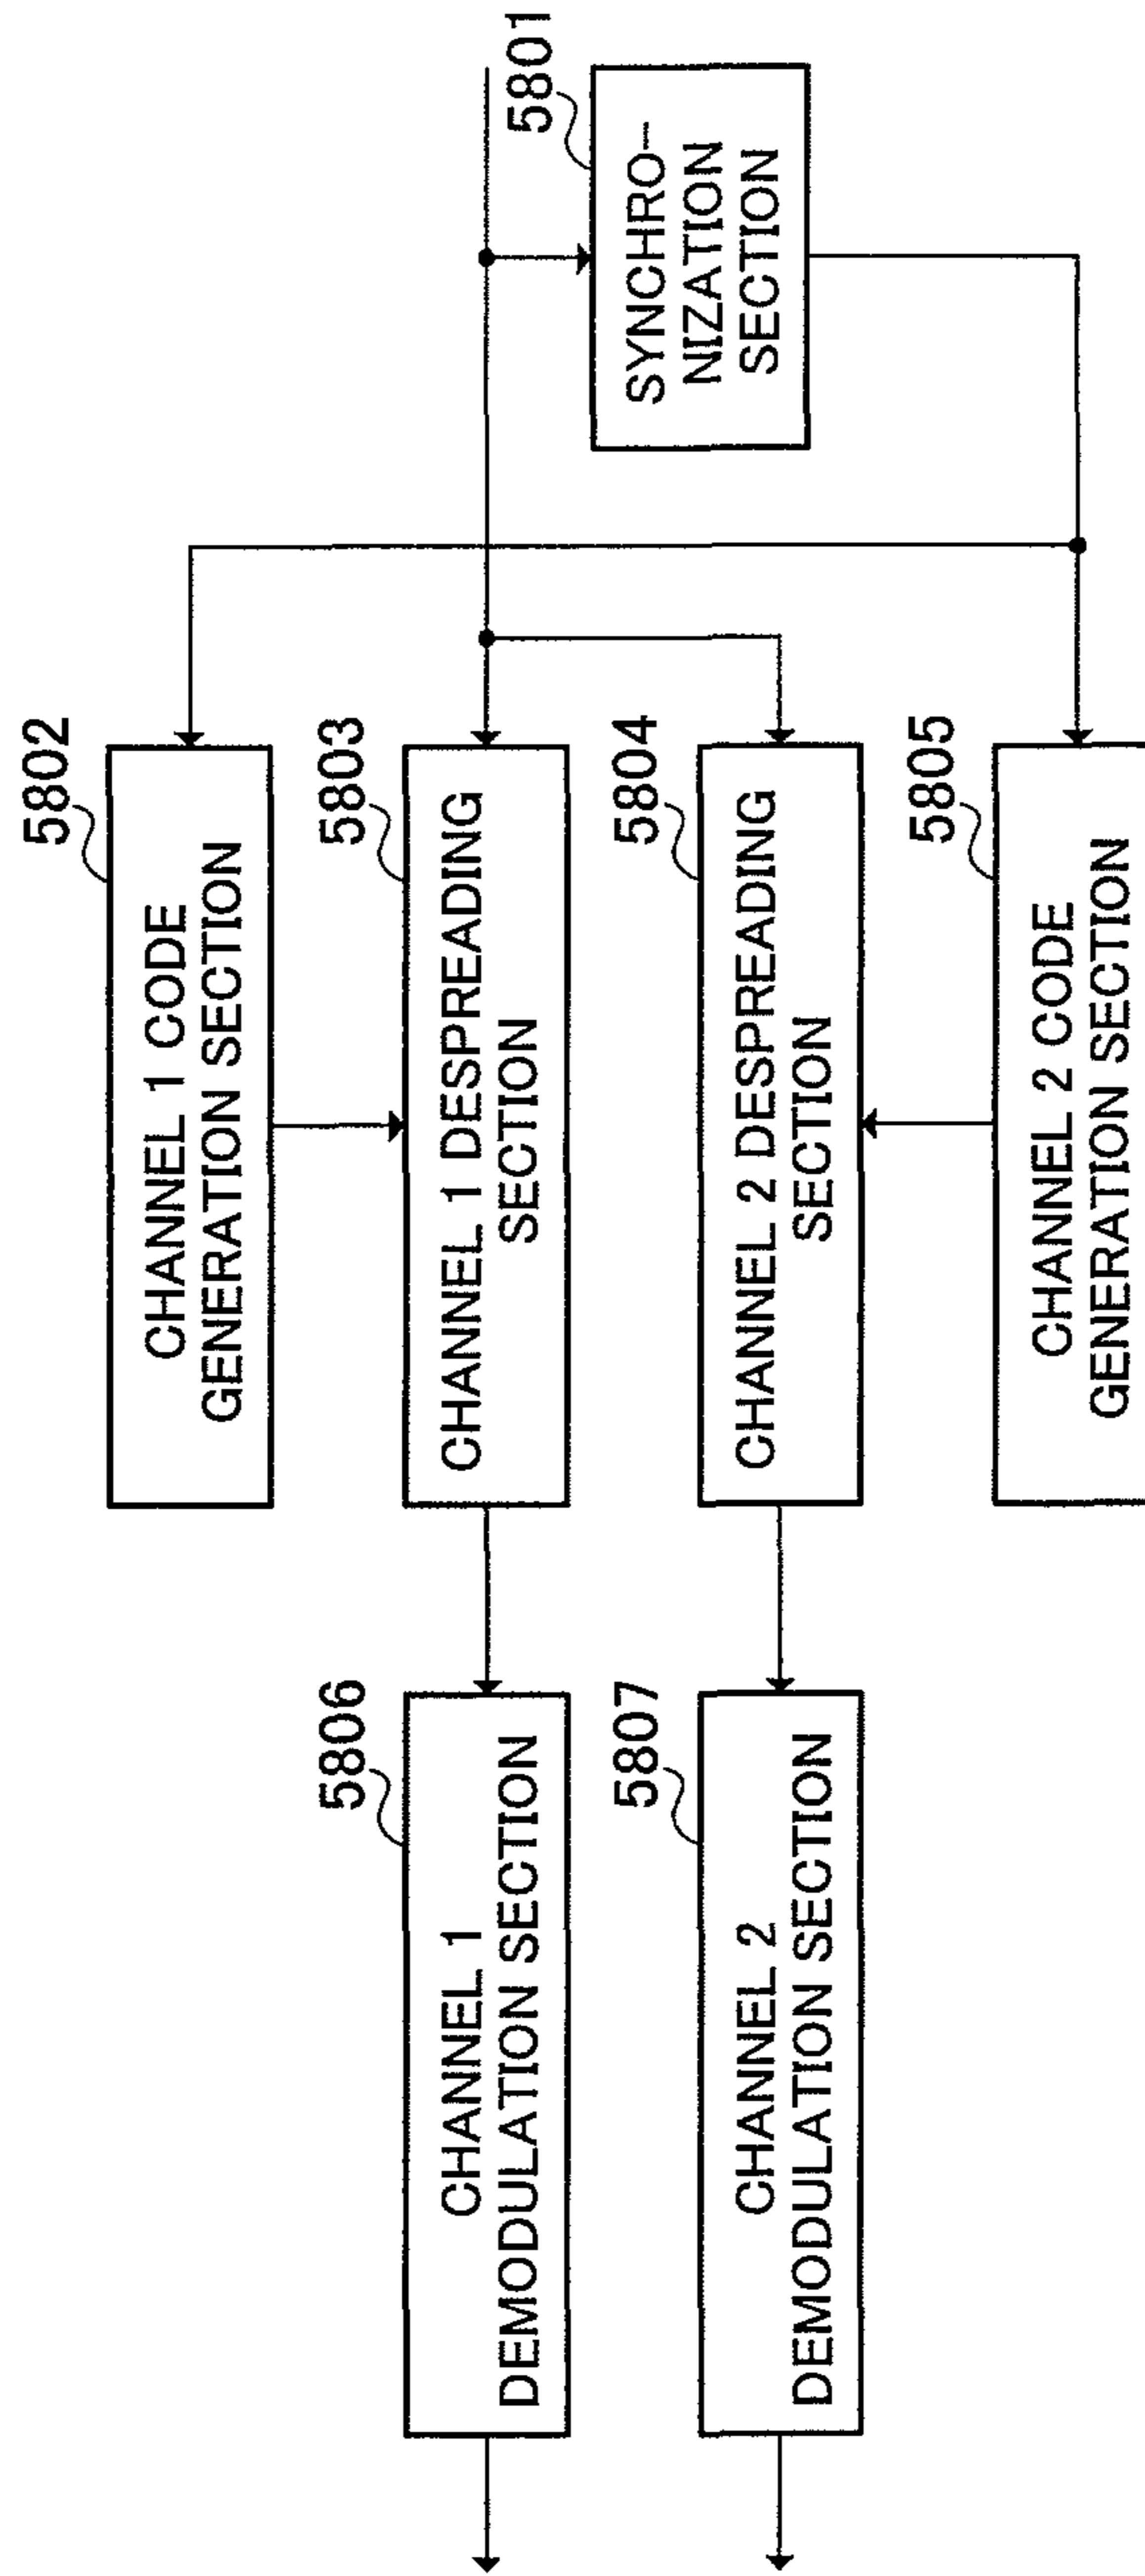 5801
SYNCHRO-
NIZATION
SECTION
5802
CHANNEL 1 CODE
GENERATION SECTION
5803
CHANNEL 1 DESPREADING
SECTION
5804
CHANNEL 2 DESPREADING
SECTION
5805
CHANNEL 2 CODE
GENERATION SECTION
5806
CHANNEL 1
DEMODULATION SECTION
5807
CHANNEL 2
DEMODULATION SECTION